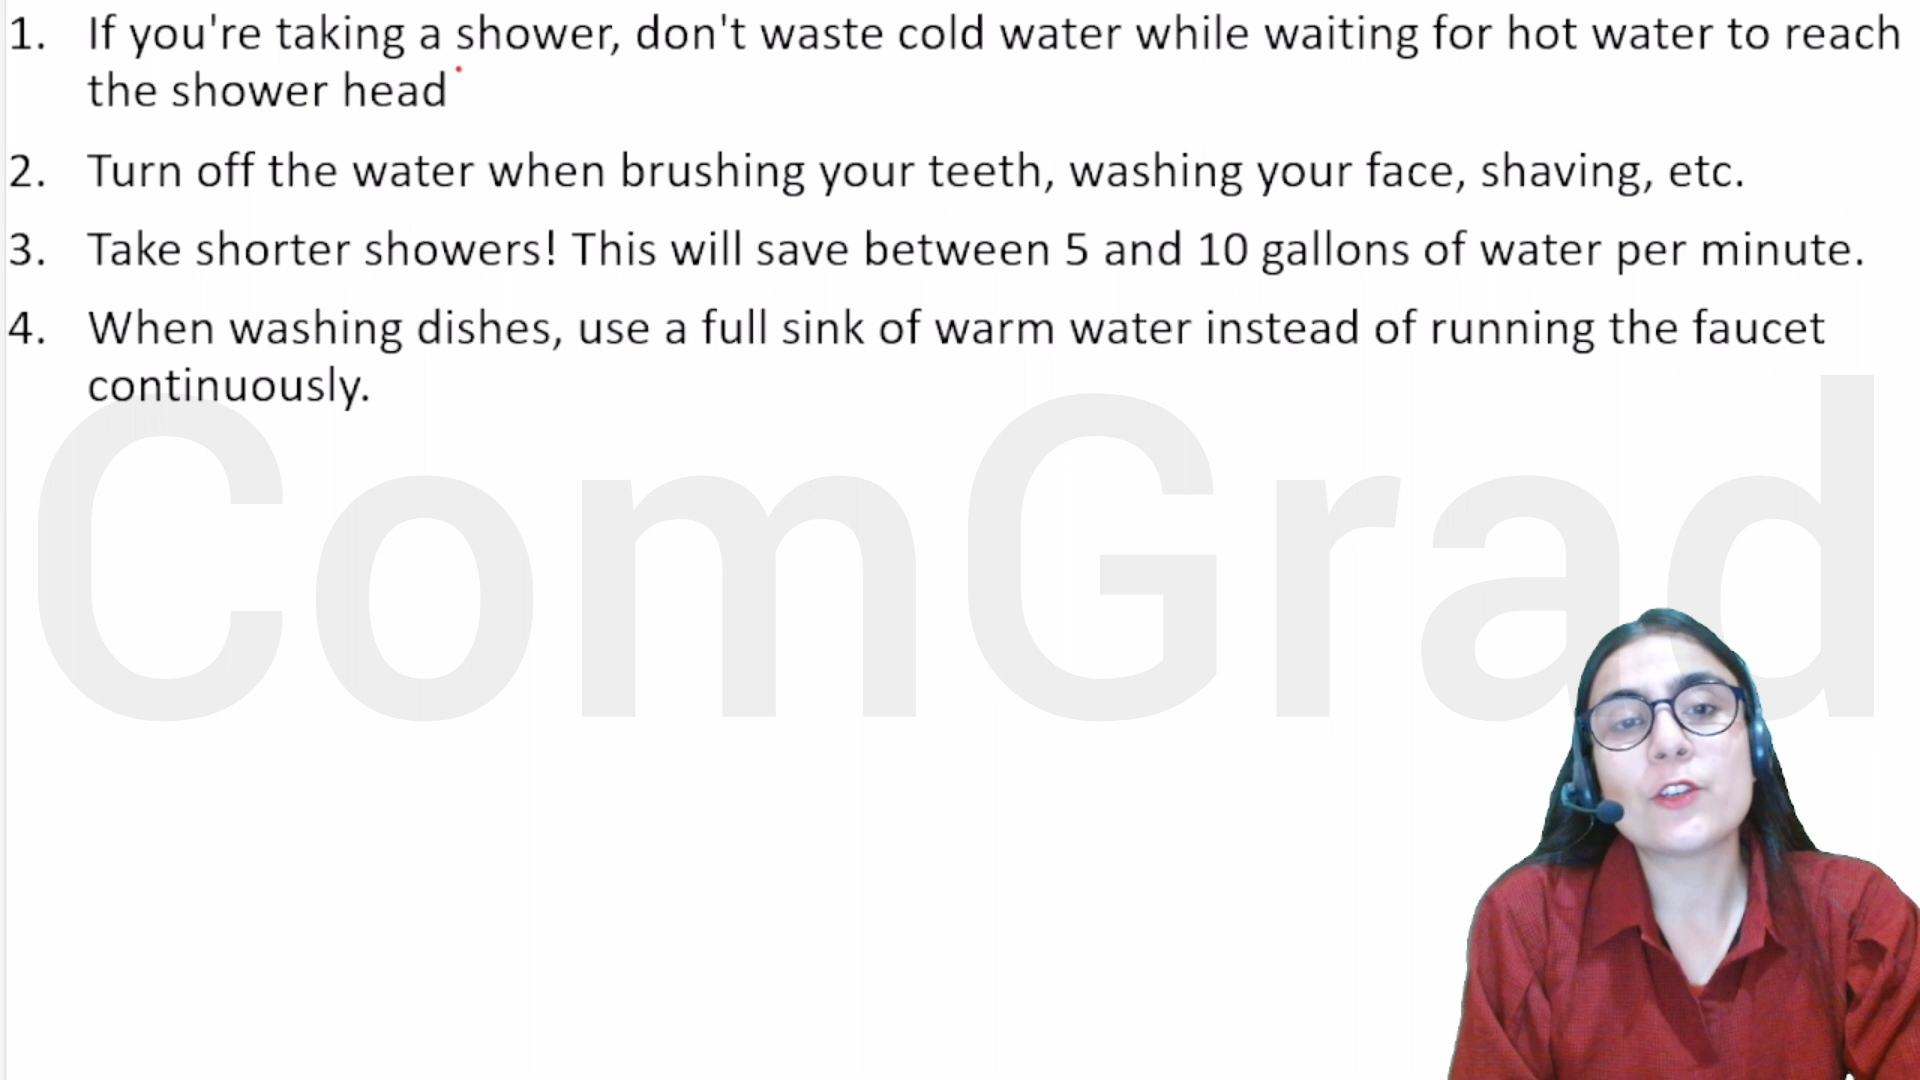 1. If you're taking a shower, don't waste cold water while waiting for hot water to reach
the shower head
2. Turn off the water when brushing your teeth, washing your face, shaving, etc.
3. Take shorter showers! This will save between 5 and 10 gallons of water per minute.
4. When washing dishes, use a full sink of warm water instead of running the faucet
continuously.
ComGrad